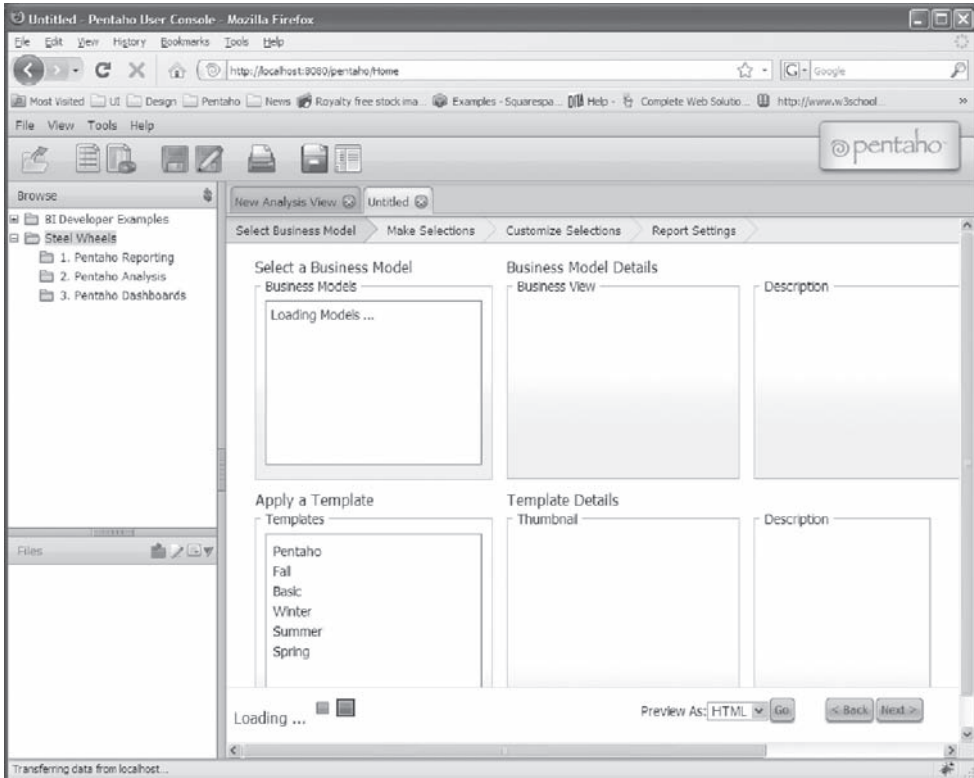 Untitled - Pentaho User Console - Mozilla Firefox
File Edit View History Bookmarks Tools Help
http://localhost:8080/pentaho/Home
G Google
Most Visited UI Design Pentaho News Royalty free stock ima... Examples - Squarespa... Help - Complete Web Solutio... http://www.w3school... »
File View Tools Help
pentaho
Browse
BI Developer Examples
Steel Wheels
1. Pentaho Reporting
2. Pentaho Analysis
3. Pentaho Dashboards
Files
New Analysis View Untitled
Select Business Model Make Selections Customize Selections Report Settings
Select a Business Model Business Model Details
Business Models Business View Description
Loading Models ...
Apply a Template Template Details
Templates Thumbnail Description
Pentaho
Fall
Basic
Winter
Summer
Spring
Loading ... Preview As: HTML Go < Back Next >
Transferring data from localhost...